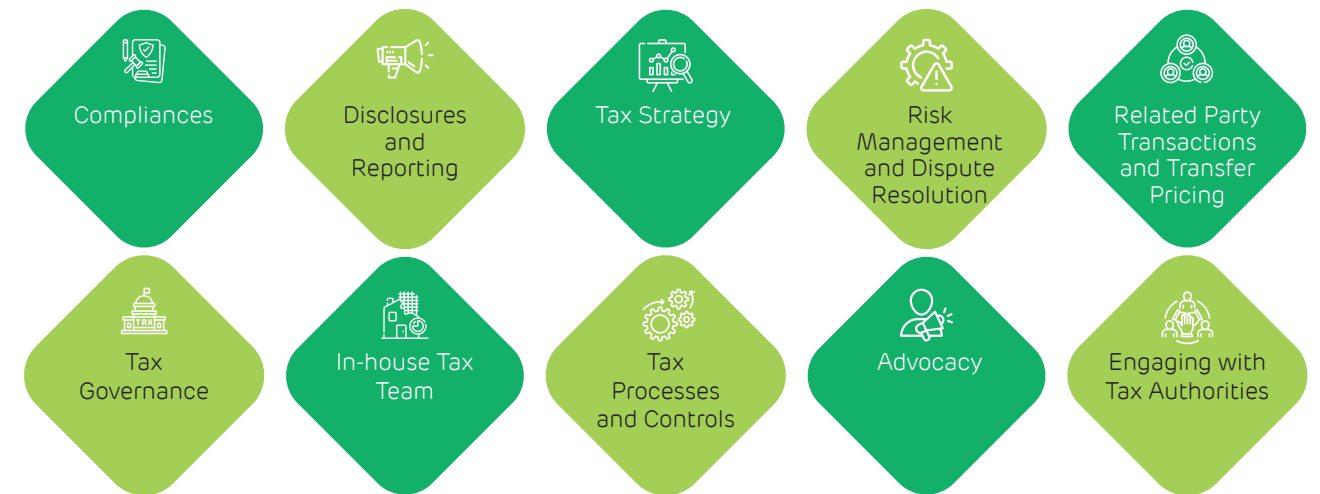 Compliances
Disclosures
and
Reporting
Tax Strategy
Risk
Management
and Dispute
Resolution
Related Party
Transactions
and Transfer
Pricing
TAX
Tax
Governance
In-house Tax
Team
Tax
Processes
and Controls
Advocacy
Engaging with
Tax Authorities